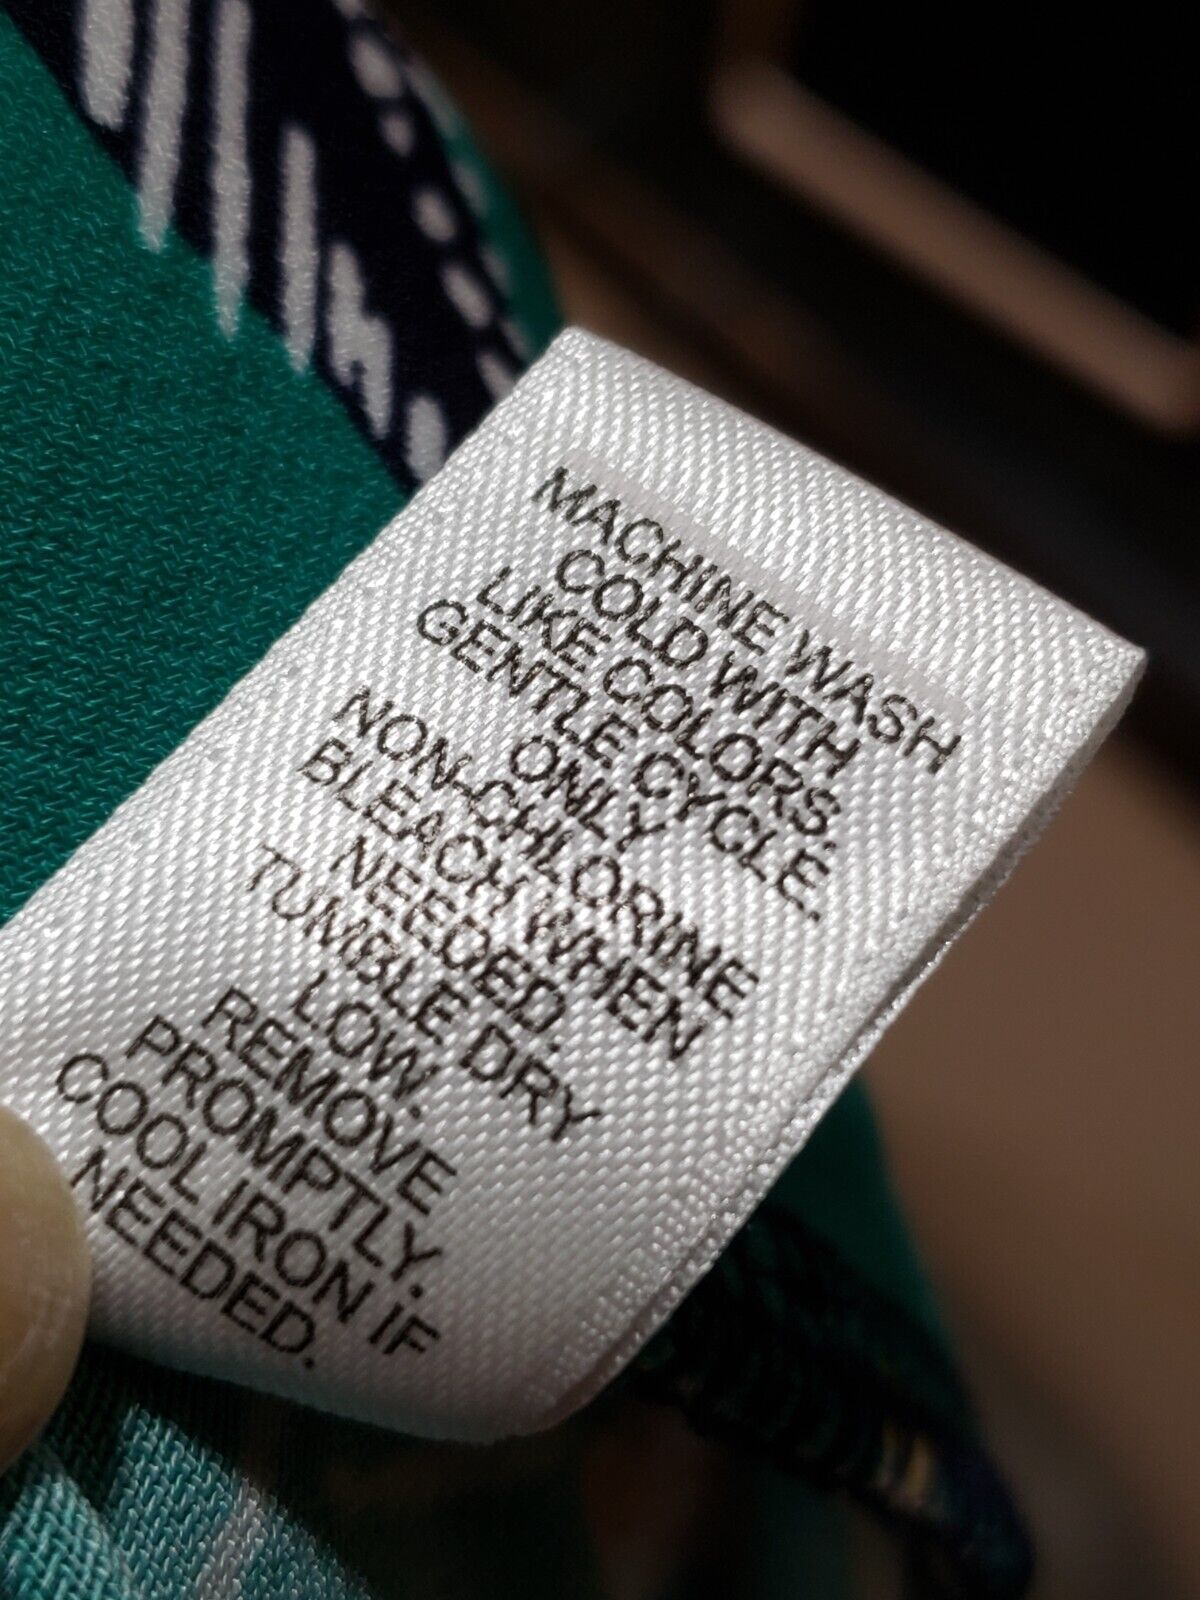 MACHINE WASH
COLD WITH
LIKE COLORS.
GENTLE CYCLE.
ONLY
NON-CHLORINE
BLEACH WHEN
NEEDED.
TUMBLE DRY
LOW.
REMOVE
PROMPTLY.
COOL IRON IF
NEEDED.